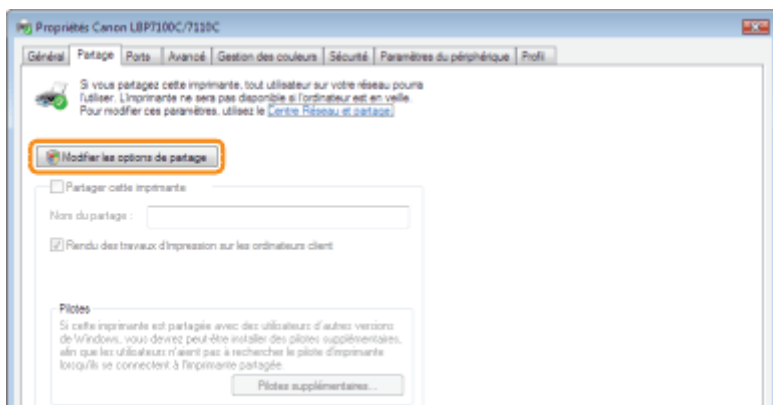 Propriétés Canon LBP7100C/7110C
Général Partage Ports Avancé Gestion des couleurs Sécurité Paramètres du périphérique Profil
Si vous partagez cette imprimante, tout utilisateur sur votre réseau pourra
l'utiliser. L'imprimante ne sera pas disponible si l'ordinateur est en veille.
Pour modifier ces paramètres, utilisez le Centre Réseau et partage.
Modifier les options de partage
Partager cette imprimante
Nom du partage :
Rendu des travaux d'impression sur les ordinateurs client
Pilotes
Si cette imprimante est partagée avec des utilisateurs d'autres versions
de Windows, vous devrez peut-être installer des pilotes supplémentaires,
afin que les utilisateurs n'aient pas à rechercher le pilote d'imprimante
lorsqu'ils se connectent à l'imprimante partagée.
Pilotes supplémentaires...